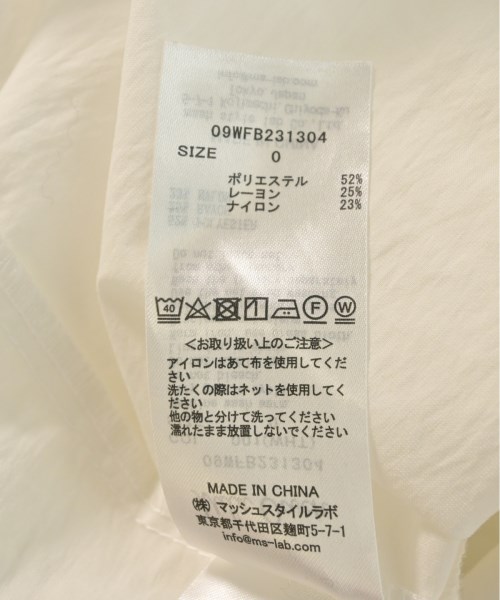 09WFB231304
SIZE 0
ポリエステル 52%
レーヨン 25%
ナイロン 23%
40 F W
＜お取り扱い上のご注意＞
アイロンはあて布を使用してくだ
さい
洗たくの際はネットを使用してく
ださい
他の物と分けて洗ってください
濡れたまま放置しないでください
MADE IN CHINA
㈱マッシュスタイルラボ
東京都千代田区麹町5-7-1
info@ms-lab.com